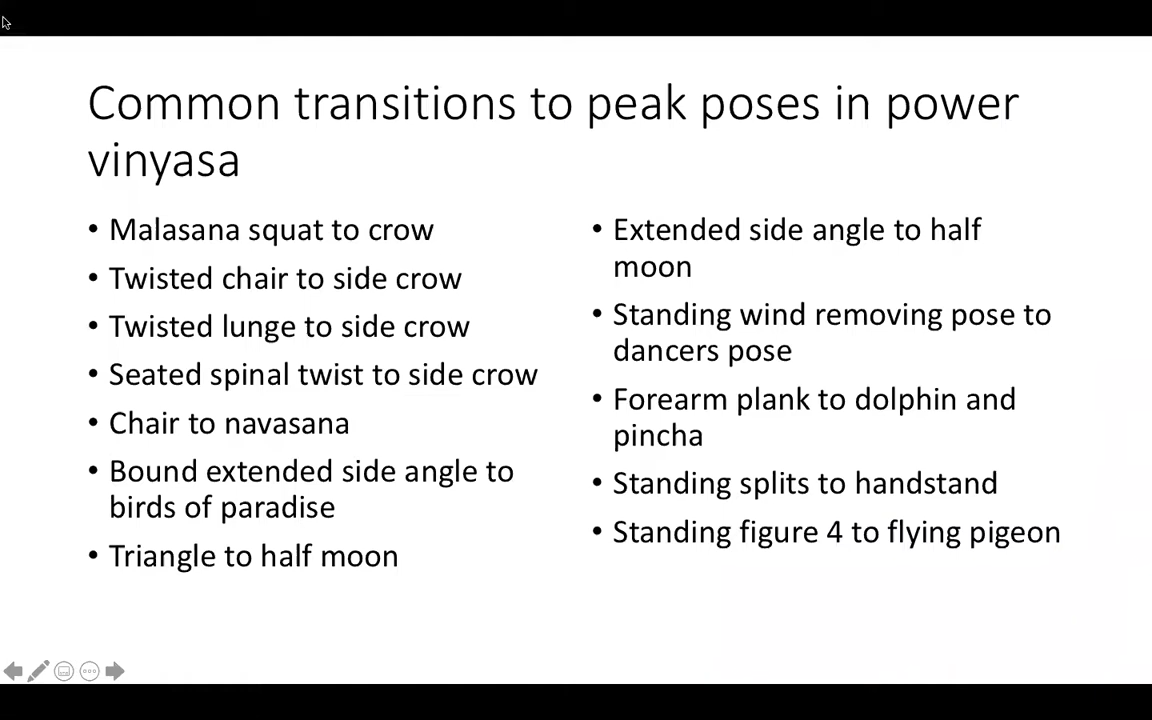 Common transitions to peak poses in power
vinyasa
• Malasana squat to crow
• Twisted chair to side crow
• Twisted lunge to side crow
• Seated spinal twist to side crow
• Chair to navasana
• Bound extended side angle to
birds of paradise
• Triangle to half moon
• Extended side angle to half
moon
• Standing wind removing pose to
dancers pose
• Forearm plank to dolphin and
pincha
• Standing splits to handstand
• Standing figure 4 to flying pigeon